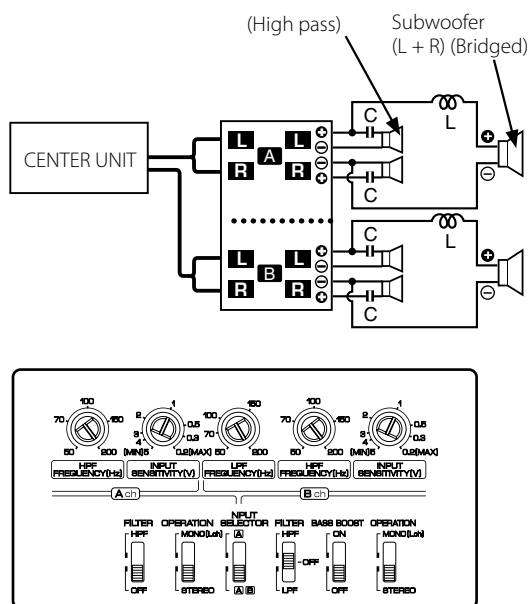 (High pass)
Subwoofer
(L + R) (Bridged)
CENTER UNIT
L
L
R
A
R
L
L
R
B
R
C
C
L
C
C
L
100
70
150
50
200
HPF
FREQUENCY(Hz)
1
2
0.5
3
0.3
4
(MIN)5
0.2(MAX)
INPUT
SENSITIVITY(V)
150
100
70
50
200
LPF
FREQUENCY(Hz)
100
70
150
50
200
HPF
FREQUENCY(Hz)
1
2
0.5
3
0.3
4
(MIN)5
0.2(MAX)
INPUT
SENSITIVITY(V)
A ch
B ch
FILTER
HPF
OFF
OPERATION
MONO(Lch)
STEREO
INPUT
SELECTOR
A
A B
FILTER
HPF
OFF
LPF
BASS BOOST
ON
OFF
OPERATION
MONO(Lch)
STEREO